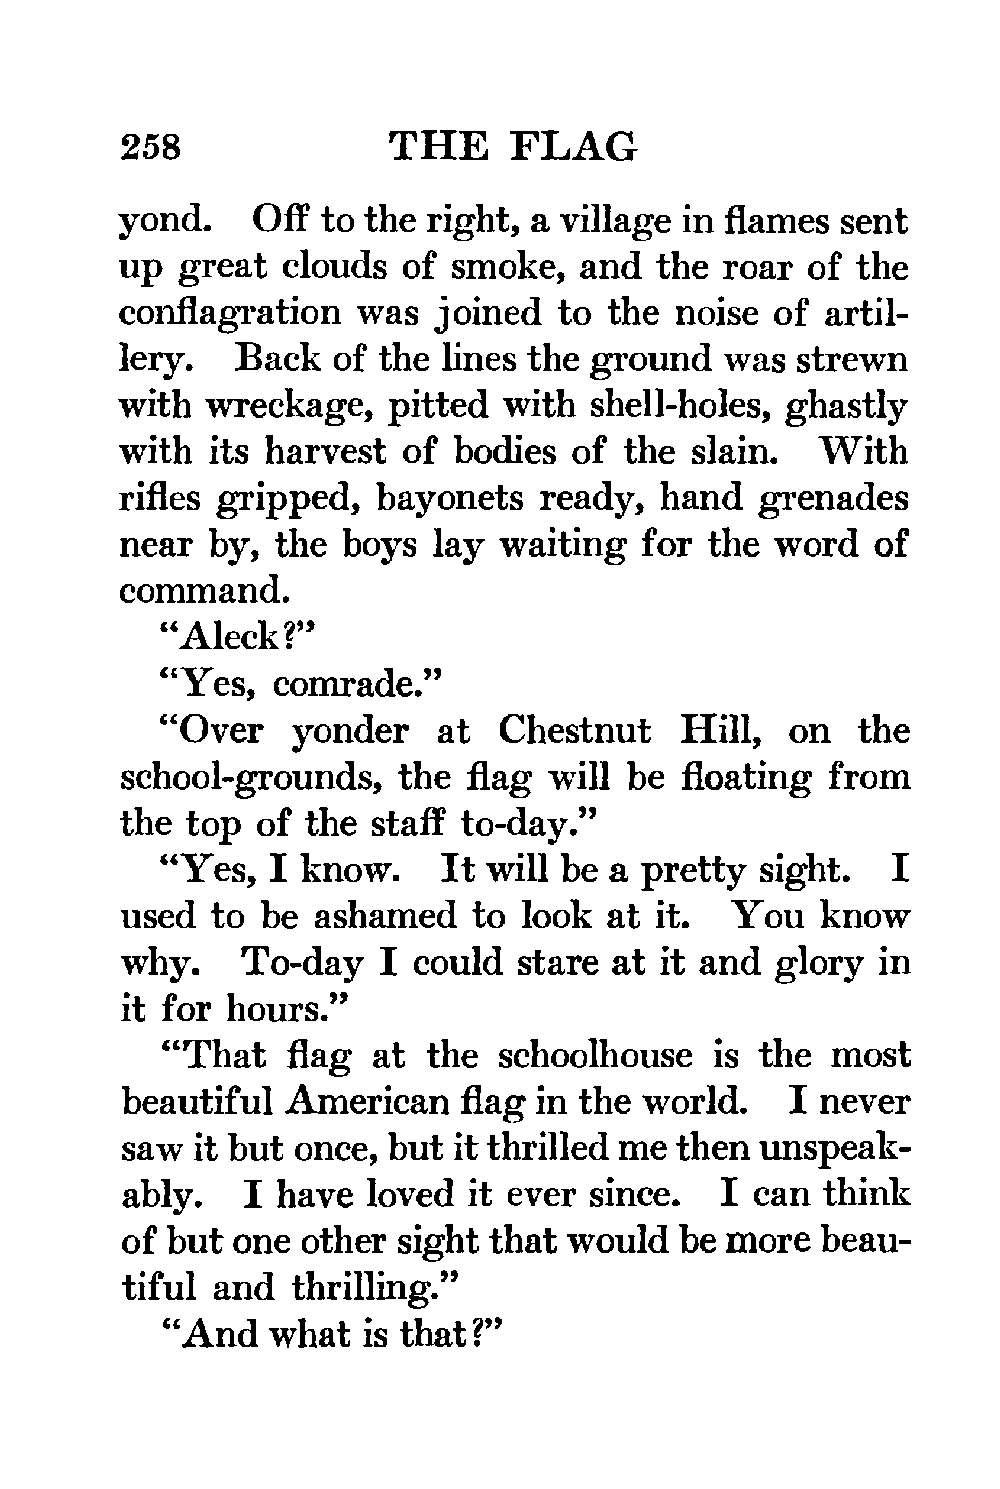 258 THE FLAG
yond. Off to the right, a village in flames sent
up great clouds of smoke, and the roar of the
conflagration was joined to the noise of artil-
lery. Back of the lines the ground was strewn
with wreckage, pitted with shell-holes, ghastly
with its harvest of bodies of the slain. With
rifles gripped, bayonets ready, hand grenades
near by, the boys lay waiting for the word of
command.
“Aleck?”
“Yes, comrade.”
“Over yonder at Chestnut Hill, on the
school-grounds, the flag will be floating from
the top of the staff to-day.”
“Yes, I know. It will be a pretty sight. I
used to be ashamed to look at it. You know
why. To-day I could stare at it and glory in
it for hours.”
“That flag at the schoolhouse is the most
beautiful American flag in the world. I never
saw it but once, but it thrilled me then unspeak-
ably. I have loved it ever since. I can think
of but one other sight that would be more beau-
tiful and thrilling.”
“And what is that?”